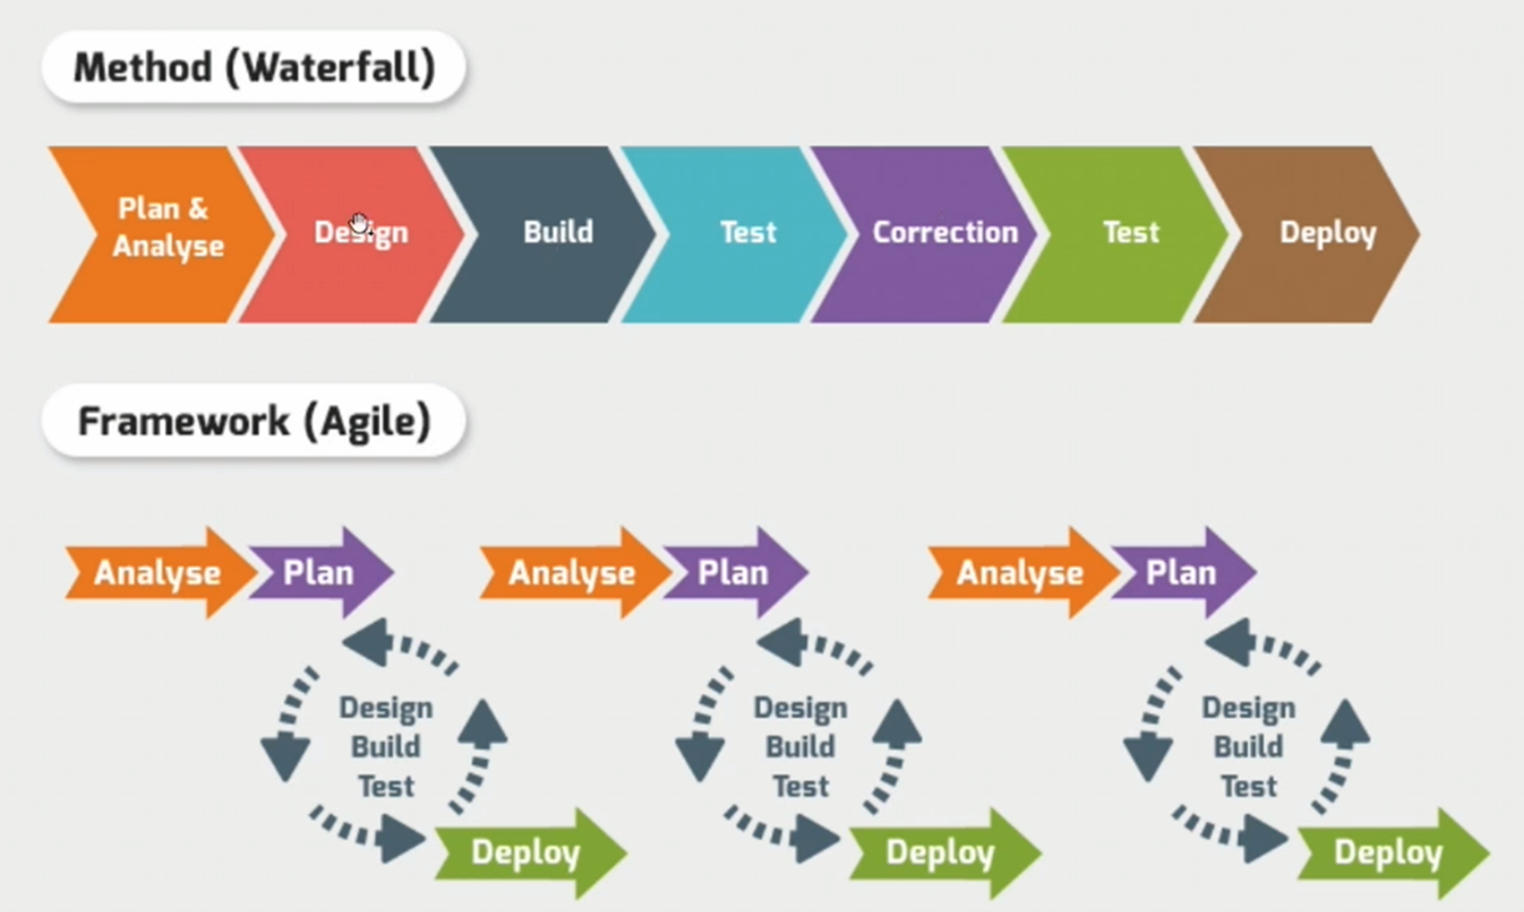 Method (Waterfall)
Plan &
Analyse
Design
Build
Test
Correction
Test
Deploy
Framework (Agile)
Analyse
Plan
Design
Build
Test
Deploy
Analyse
Plan
Design
Build
Test
Deploy
Analyse
Plan
Design
Build
Test
Deploy